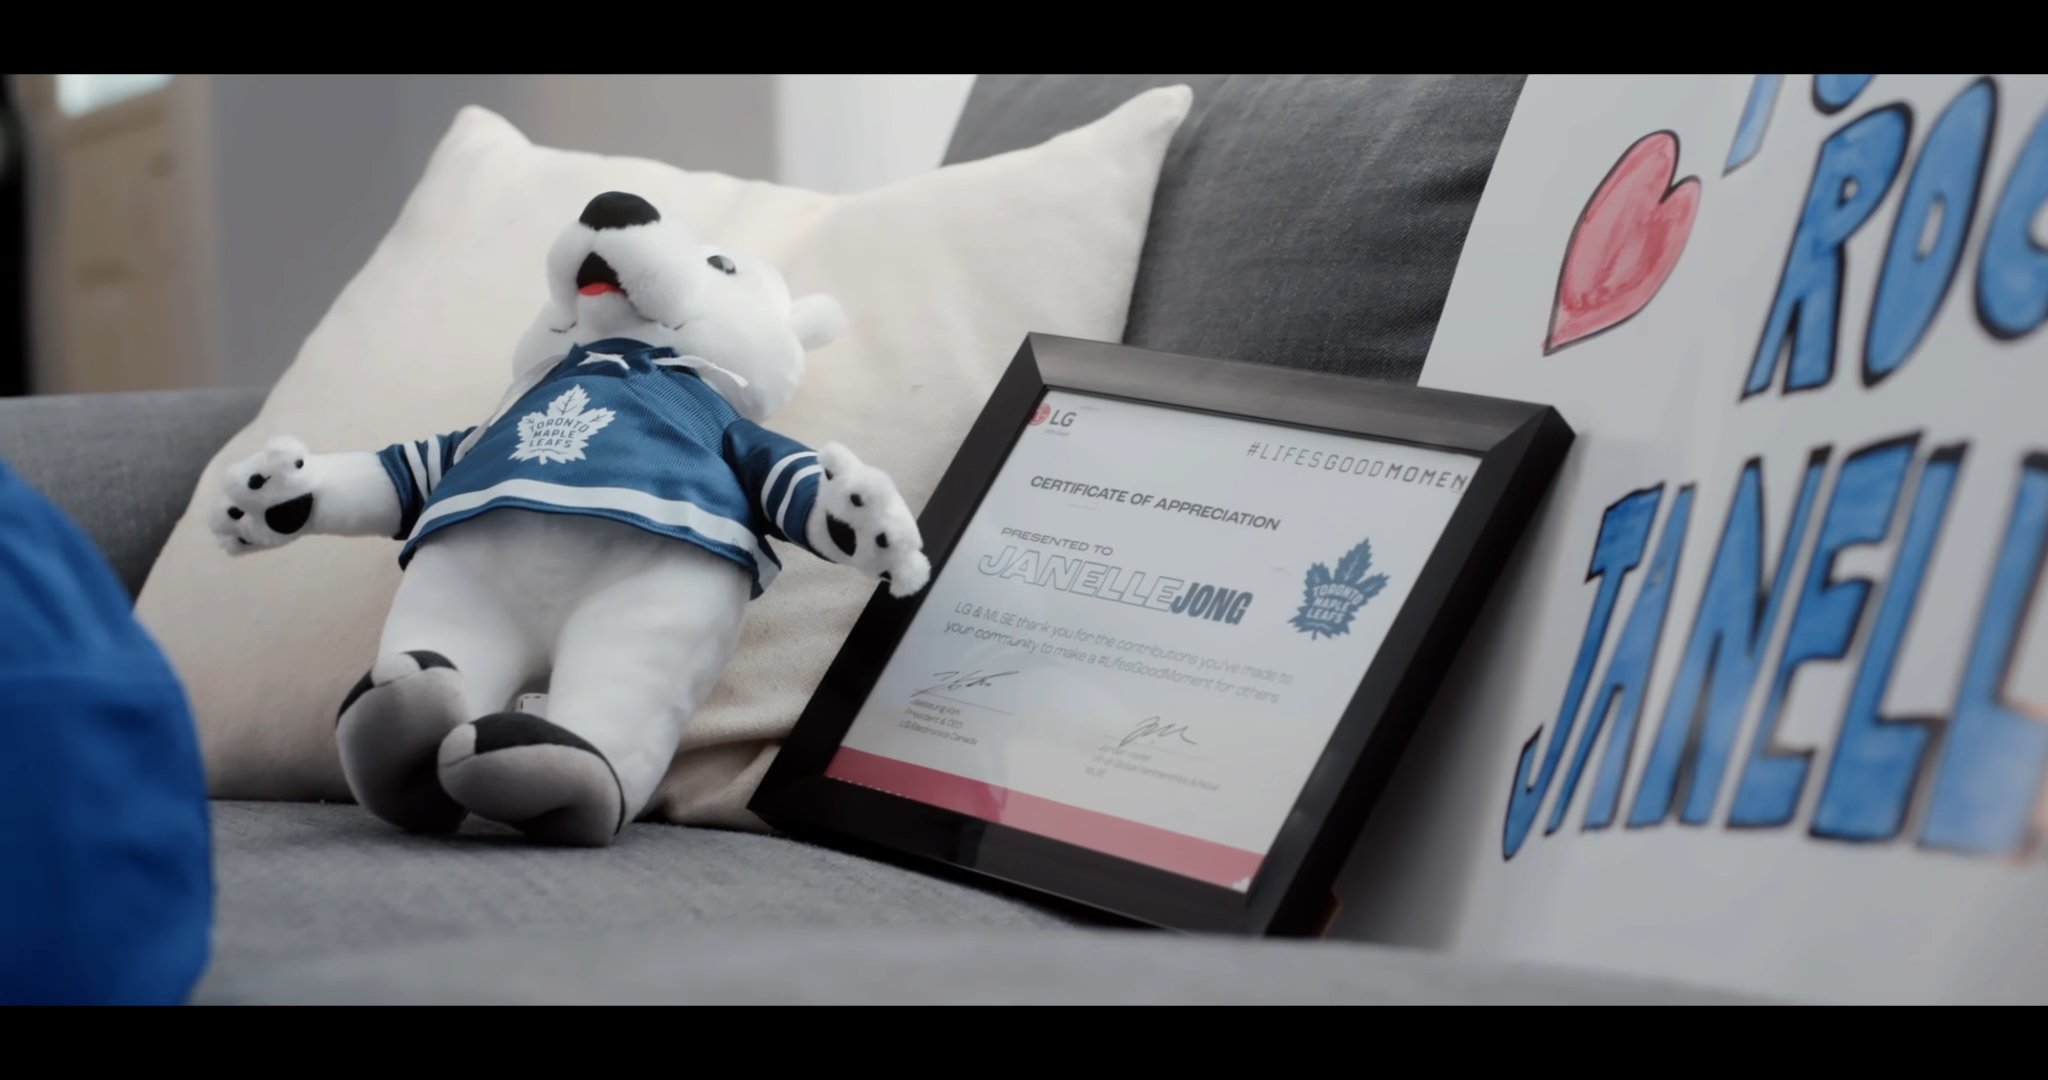 TORONTO
MAPLE
LEAFS
LG
#LIFESGOODMOMEN
CERTIFICATE OF APPRECIATION
PRESENTED TO
JANELLE JONG
TORONTO
MAPLE
LEAFS
LG & MLSE thank you for the contributions you've made to
your community to make a #LifesGoodMoment for others.
President & CEO
LG Electronics Canada
ROC
JANELL